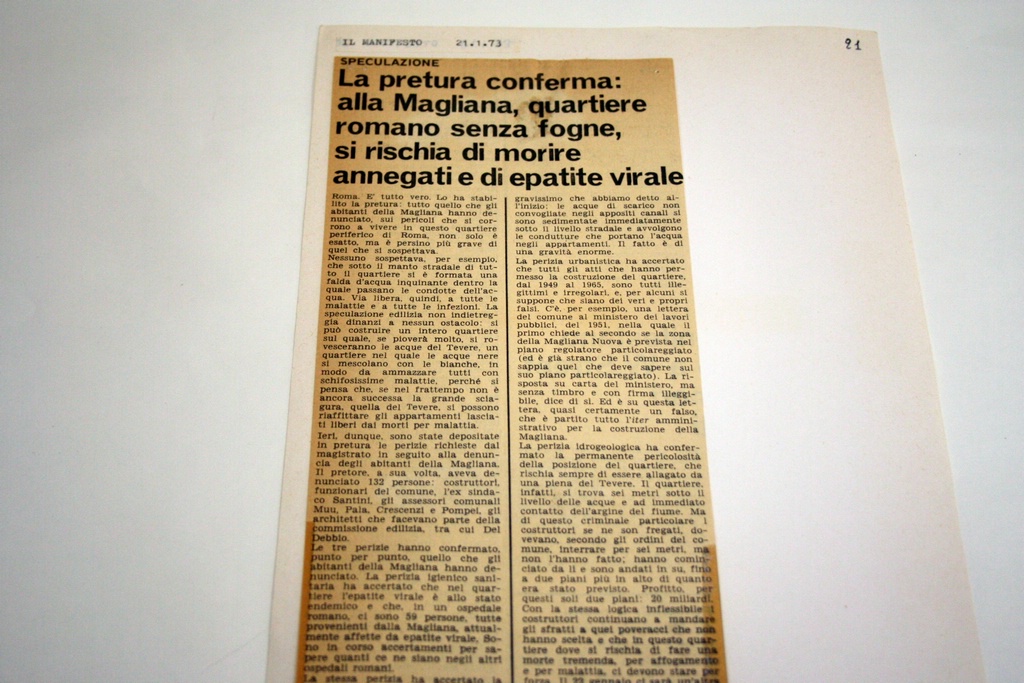 IL MANIFESTO 21.1.73
21
SPECULAZIONE
La pretura conferma:
alla Magliana, quartiere
romano senza fogne,
si rischia di morire
annegati e di epatite virale
Roma. E' tutto vero. Lo ha stabi-
lito la pretura: tutto quello che gli
abitanti della Magliana hanno de-
nunciato, sui pericoli che si cor-
rono a vivere in questo quartiere
periferico di Roma, non solo è
esatto, ma è persino più grave di
quel che si sospettava.
Nessuno sospettava, per esempio,
che sotto il manto stradale di tut-
to il quartiere si è formata una
falda d'acqua inquinante dentro la
quale passano le condotte dell'ac-
qua. Via libera, quindi, a tutte le
malattie e a tutte le infezioni. La
speculazione edilizia non indietreg-
gia dinanzi a nessun ostacolo: si
può costruire un intero quartiere
sul quale, se pioverà molto, si ro-
vesceranno le acque del Tevere, un
quartiere nel quale le acque nere
si mescolano con le bianche, in
modo da ammazzare tutti con
schifosissime malattie, perché si
pensa che, se nel frattempo non è
ancora successa la grande scia-
gura, quella del Tevere, si possono
riaffittare gli appartamenti lascia-
ti liberi dai morti per malattia.
Ieri, dunque, sono state depositate
in pretura le perizie richieste dal
magistrato in seguito alla denun-
cia degli abitanti della Magliana.
Il pretore, a sua volta, aveva de-
nunciato 132 persone: costruttori,
funzionari del comune, l'ex sinda-
co Santini, gli assessori comunali
Muu, Pala, Crescenzi e Pompei, gli
architetti che facevano parte della
commissione edilizia, tra cui Del
Debbio.
Le tre perizie hanno confermato,
punto per punto, quello che gli
abitanti della Magliana hanno de-
nunciato. La perizia igienico sani-
taria ha accertato che nel quar-
tiere l'epatite virale è allo stato
endemico e che, in un ospedale
romano, ci sono 59 persone, tutte
provenienti dalla Magliana, attual-
mente affette da epatite virale. So-
no in corso accertamenti per sa-
pere quanti ce ne siano negli altri
ospedali romani.
La stessa perizia ha accertato la
gravissimo che abbiamo detto al-
l'inizio: le acque di scarico non
convogliate negli appositi canali si
sono sedimentate immediatamente
sotto il livello stradale e avvolgono
le condutture che portano l'acqua
negli appartamenti. Il fatto è di
una gravità enorme.
La perizia urbanistica ha accertato
che tutti gli atti che hanno per-
messo la costruzione del quartiere,
dal 1949 al 1965, sono tutti ille-
gittimi e irregolari, e, per alcuni si
suppone che siano dei veri e propri
falsi. C'è, per esempio, una lettera
del comune al ministero dei lavori
pubblici, del 1951, nella quale il
primo chiede al secondo se la zona
della Magliana Nuova è prevista nel
piano regolatore particolareggiato
(ed è già strano che il comune non
sappia quel che deve sapere sul
suo piano particolareggiato). La ri-
sposta su carta del ministero, ma
senza timbro e con firma illeggi-
bile, dice di sì. Ed è su questa let-
tera, quasi certamente un falso,
che è partito tutto l'iter ammini-
strativo per la costruzione della
Magliana.
La perizia idrogeologica ha confer-
mato la permanente pericolosità
della posizione del quartiere, che
rischia sempre di essere allagato da
una piena del Tevere. Il quartiere,
infatti, si trova sei metri sotto il
livello delle acque e ad immediato
contatto dell'argine del fiume. Ma
di questo criminale particolare i
costruttori se ne son fregati, do-
vevano, secondo gli ordini del co-
mune, interrare per sei metri, ma
non l'hanno fatto; hanno comin-
ciato da lì e sono andati in su, fino
a due piani più in alto di quanto
era stato previsto. Profitto, per
questi soli due piani: 20 miliardi.
Con la stessa logica inflessibile i
costruttori continuano a mandare
gli sfratti a quei poveracci che non
hanno scelta e che in questo quar-
tiere dove si rischia di fare una
morte tremenda, per affogamento
e per malattia, ci devono stare per
forza. Il 22 gennaio ci sarà un'altra